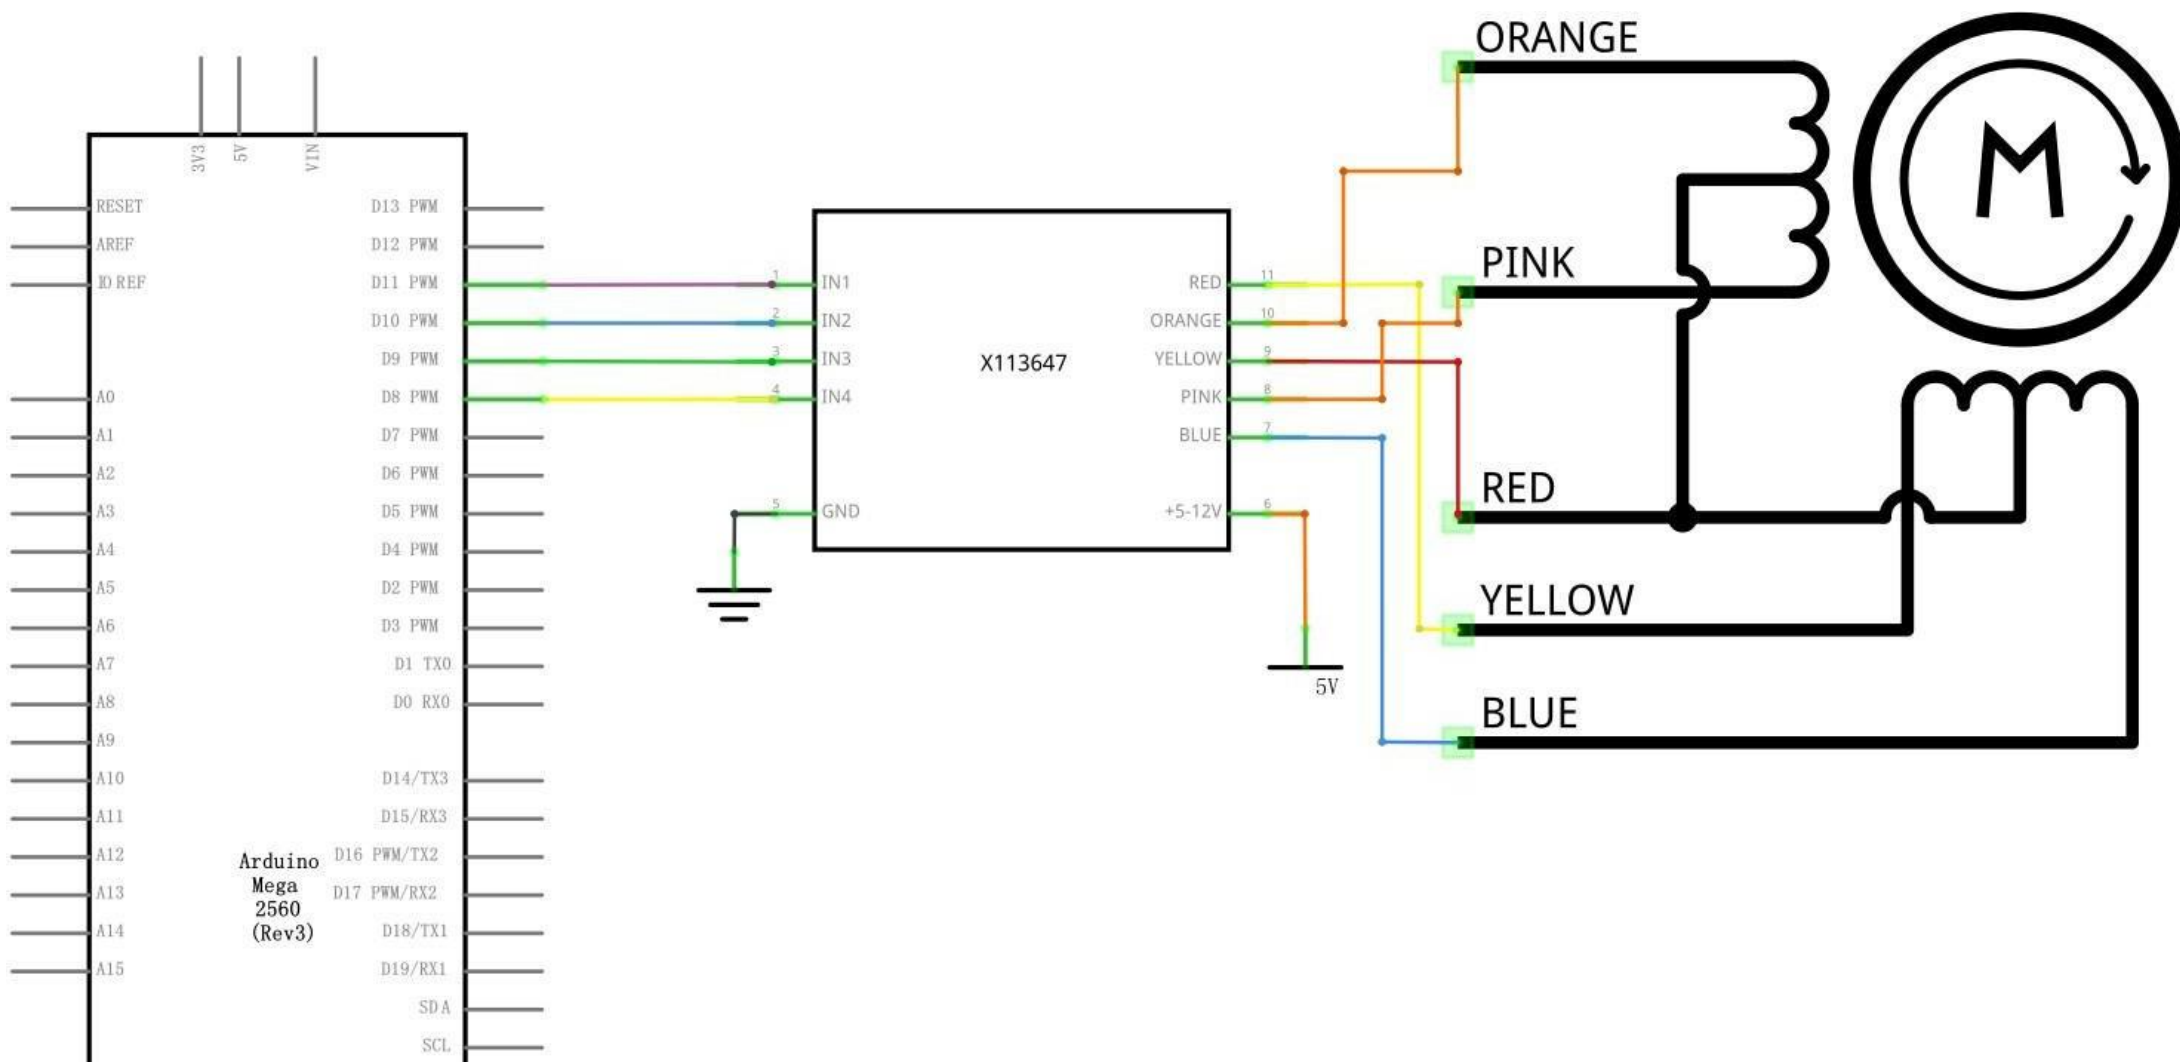 3V3
5V
VIN
RESET
AREF
IOREF
A0
A1
A2
A3
A4
A5
A6
A7
A8
A9
A10
A11
A12
A13
A14
A15
D13 PWM
D12 PWM
D11 PWM
D10 PWM
D9 PWM
D8 PWM
D7 PWM
D6 PWM
D5 PWM
D4 PWM
D2 PWM
D3 PWM
D1 TX0
D0 RX0
D14/TX3
D15/RX3
D16 PWM/TX2
D17 PWM/RX2
D18/TX1
D19/RX1
SDA
SCL
Arduino
Mega
2560
(Rev3)
1
IN1
2
IN2
3
IN3
4
IN4
5
GND
X113647
RED
11
ORANGE
10
YELLOW
9
PINK
8
BLUE
7
+5-12V
6
5V
ORANGE
PINK
RED
YELLOW
BLUE
M